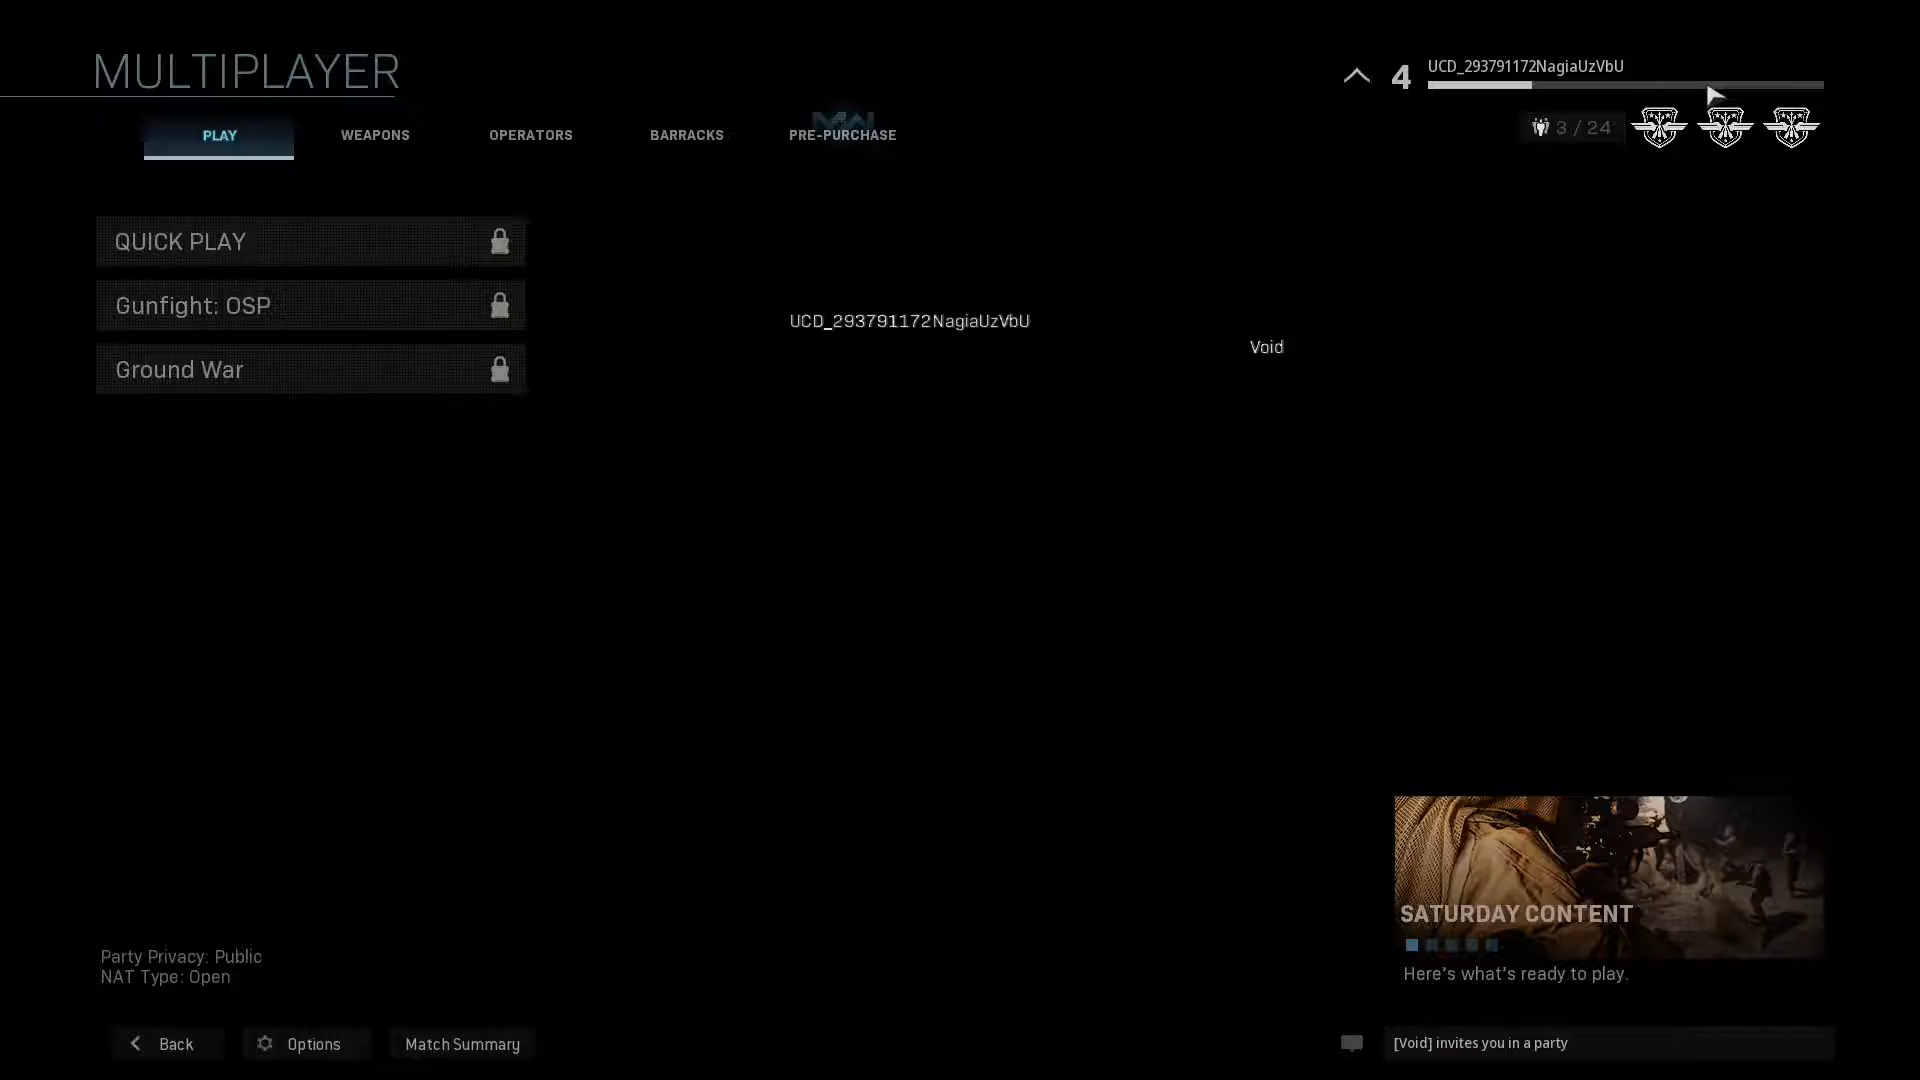 MULTIPLAYER
4
UCD_293791172NagiaUzVbU
PLAY
WEAPONS
OPERATORS
BARRACKS
MW
PRE-PURCHASE
3 / 24
QUICK PLAY
Gunfight: OSP
Ground War
UCD_293791172NagiaUzVbU
Void
SATURDAY CONTENT
Here's what's ready to play.
Party Privacy: Public
NAT Type: Open
Back
Options
Match Summary
[Void] invites you in a party